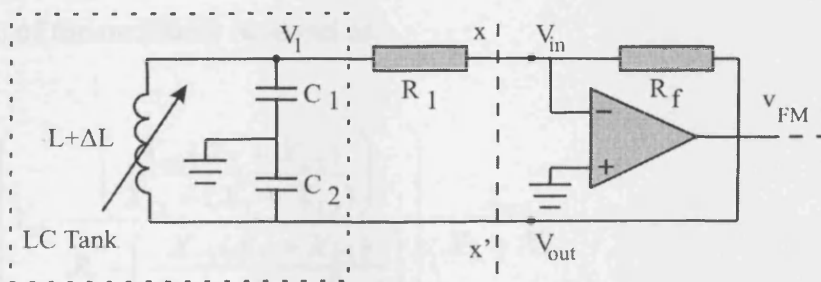 V1 x Vin
C1 R1 Rf
L+ΔL − vFM
+
C2
LC Tank x' Vout